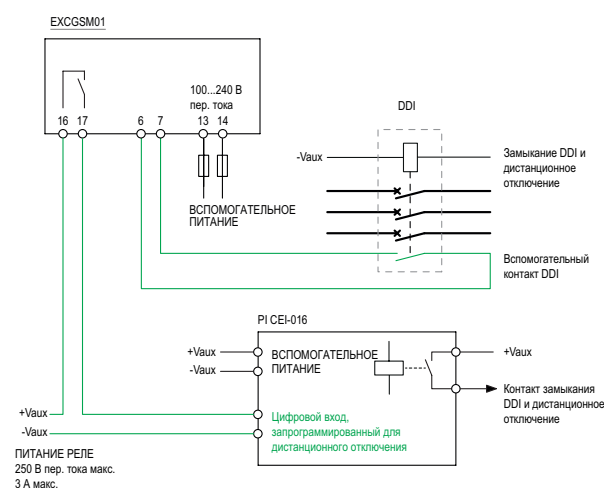 EXCGSM01
100...240 В
пер. тока
16 17 6 7 13 14
ВСПОМОГАТЕЛЬНОЕ
ПИТАНИЕ
DDI
-Vaux
Замыкание DDI и
дистанционное
отключение
Вспомогательный
контакт DDI
PI CEI-016
+Vaux
-Vaux
ВСПОМОГАТЕЛЬНОЕ
ПИТАНИЕ
+Vaux
Контакт замыкания
DDI и дистанционное
отключение
Цифровой вход,
запрограммированный для
дистанционного отключения
+Vaux
-Vaux
ПИТАНИЕ РЕЛЕ
250 В пер. тока макс.
3 А макс.